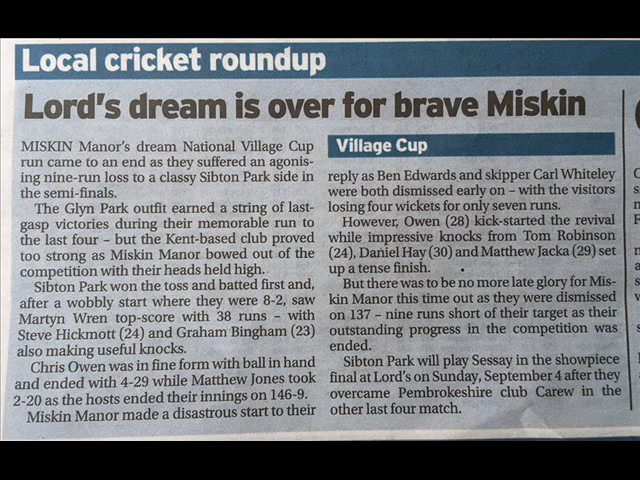 Local cricket roundup
Lord's dream is over for brave Miskin
MISKIN Manor's dream National Village Cup
run came to an end as they suffered an agonis-
ing nine-run loss to a classy Sibton Park side in
the semi-finals.
The Glyn Park outfit earned a string of last-
gasp victories during their memorable run to
the last four – but the Kent-based club proved
too strong as Miskin Manor bowed out of the
competition with their heads held high.
Sibton Park won the toss and batted first and,
after a wobbly start where they were 8-2, saw
Martyn Wren top-score with 38 runs – with
Steve Hickmott (24) and Graham Bingham (23)
also making useful knocks.
Chris Owen was in fine form with ball in hand
and ended with 4-29 while Matthew Jones took
2-20 as the hosts ended their innings on 146-9.
Miskin Manor made a disastrous start to their
Village Cup
reply as Ben Edwards and skipper Carl Whiteley
were both dismissed early on – with the visitors
losing four wickets for only seven runs.
However, Owen (28) kick-started the revival
while impressive knocks from Tom Robinson
(24), Daniel Hay (30) and Matthew Jacka (29) set
up a tense finish.
But there was to be no more late glory for Mis-
kin Manor this time out as they were dismissed
on 137 – nine runs short of their target as their
outstanding progress in the competition was
ended.
Sibton Park will play Sessay in the showpiece
final at Lord's on Sunday, September 4 after they
overcame Pembrokeshire club Carew in the
other last four match.